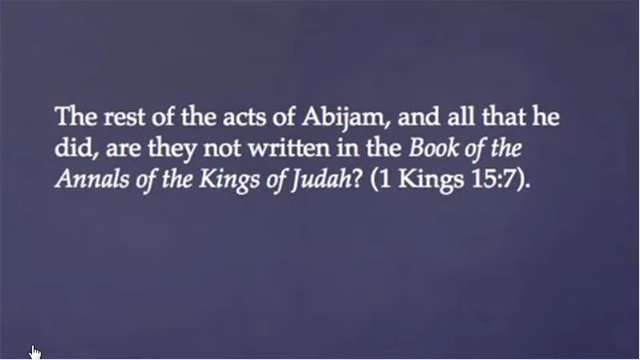 The rest of the acts of Abijam, and all that he
did, are they not written in the Book of the
Annals of the Kings of Judah? (1 Kings 15:7).